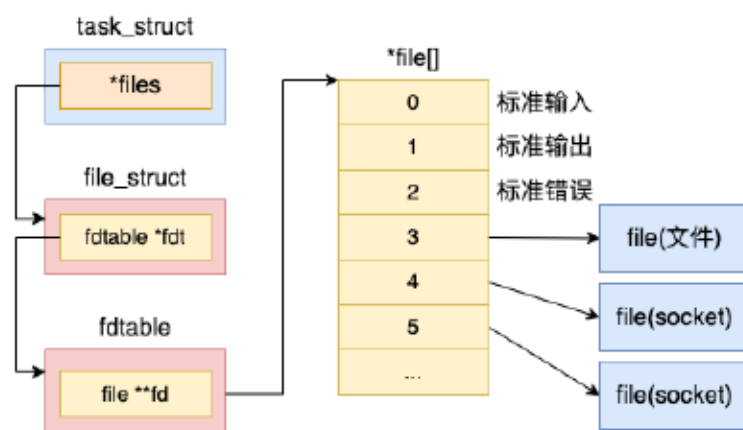 task_struct
*files
file_struct
fdtable *fdt
fdtable
file **fd
*file[]
0 标准输入
1 标准输出
2 标准错误
3
4
5
...
file(文件)
file(socket)
file(socket)